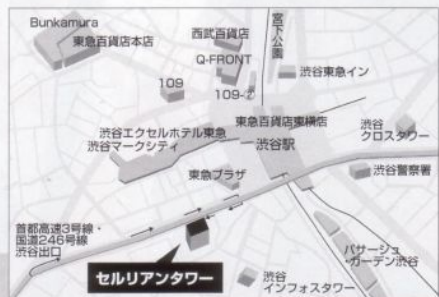 Bunkamura
東急百貨店本店
西武百貨店
Q-FRONT
宮下公園
渋谷東急イン
109
109-②
東急百貨店東横店
渋谷駅
渋谷エクセルホテル東急
渋谷マークシティ
渋谷
クロスタワー
渋谷警察署
東急プラザ
首都高速3号線・
国道246号線
渋谷出口
セルリアンタワー
渋谷
インフォスタワー
パサージュ
・ガーデン渋谷